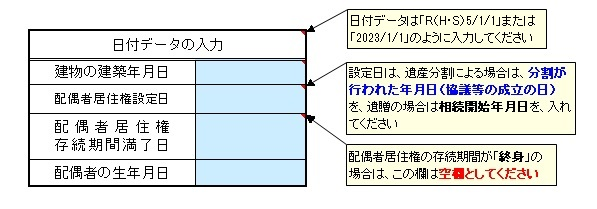 日付データは「R(H・S)5/1/1」または
「2023/1/1」のように入力してください
日付データの入力
建物の建築年月日
配偶者居住権設定日
配偶者居住権
存続期間満了日
配偶者の生年月日
設定日は、遺産分割による場合は、分割が
行われた年月日(協議等の成立の日)
を、遺贈の場合は相続開始年月日を、入れ
てください
配偶者居住権の存続期間が「終身」の
場合は、この欄は空欄としてください